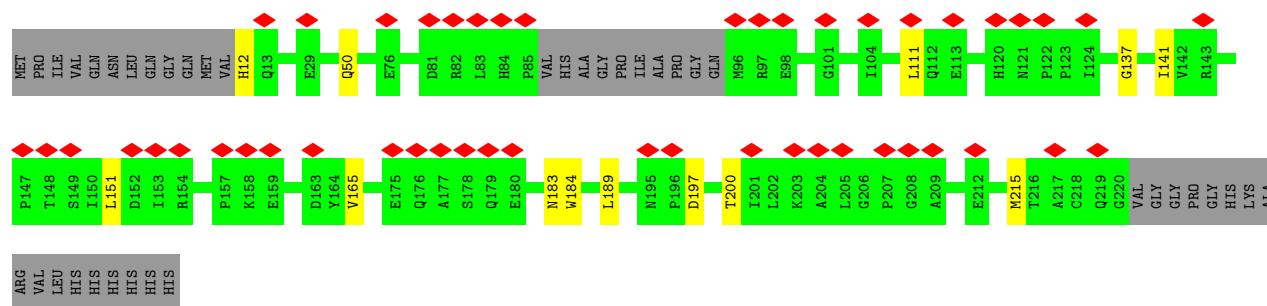 MET PRO ILE VAL GLN ASN LEU GLN GLY GLN MET VAL H12 Q13 E29 Q50 E76 D81 R82 L83 H84 P85 VAL HIS ALA GLY PRO ILE ALA PRO GLY GLN M96 R97 E98 G101 I104 L111 Q112 E113 H120 N121 P122 P123 I124 G137 I141 V142 R143
P147 T148 S149 I150 L151 D152 I153 R154 P157 K158 E159 D163 Y164 V165 E175 Q176 A177 S178 Q179 E180 N183 W184 L189 N195 P196 D197 T200 I201 L202 K203 A204 L205 G206 P207 G208 A209 E212 M215 T216 A217 C218 Q219 G220 VAL GLY GLY PRO GLY HIS LYS ALA
ARG VAL LEU HIS HIS HIS HIS HIS HIS